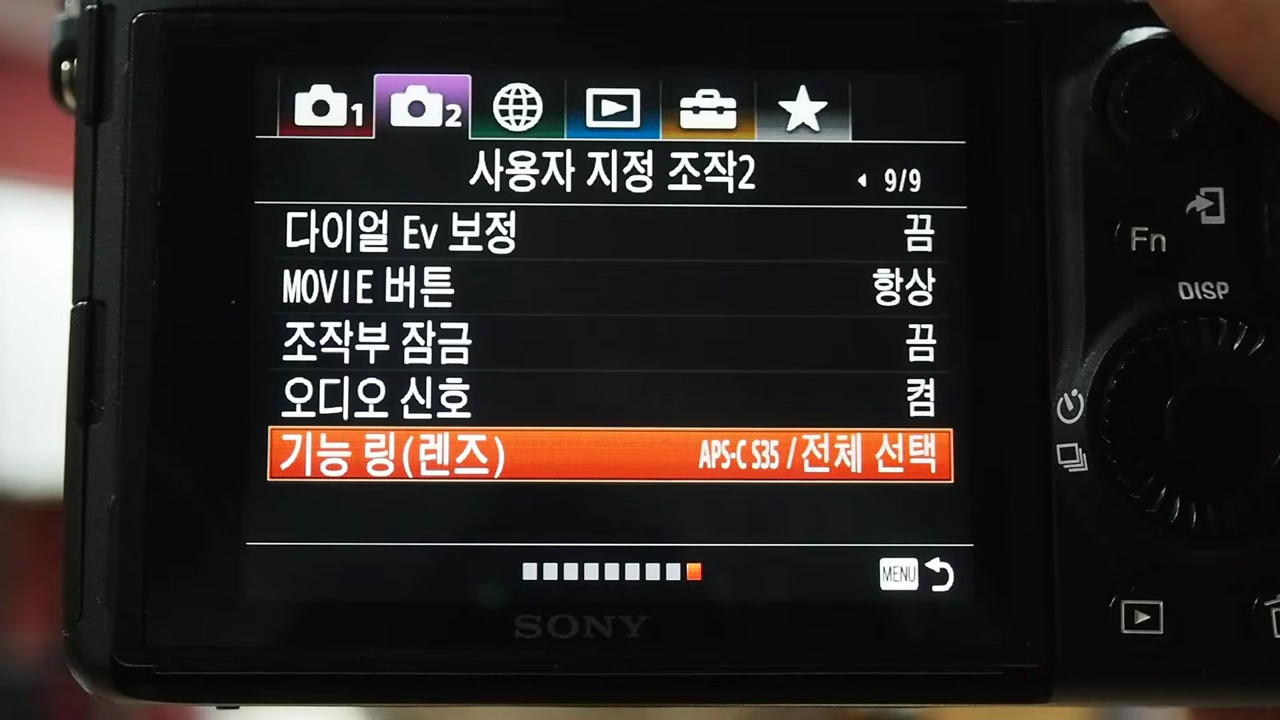 1 2
사용자 지정 조작2 9/9
다이얼 Ev 보정 끔
MOVIE 버튼 항상
조작부 잠금 끔
오디오 신호 켬
기능 링(렌즈) APS-C S35 / 전체 선택
MENU
SONY
Fn
DISP